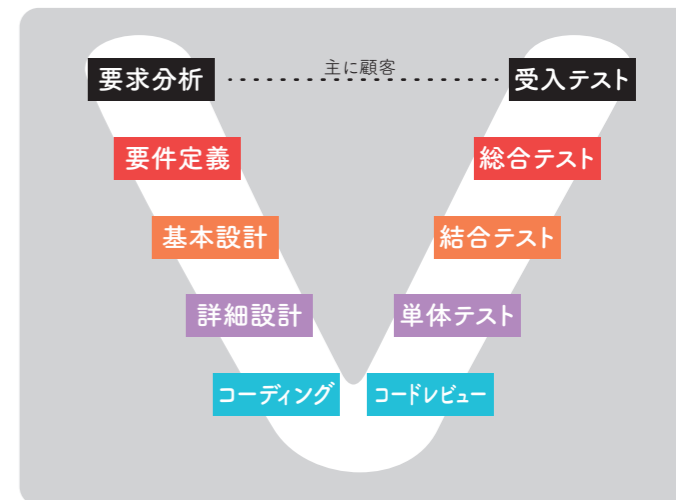 主に顧客
要求分析
受入テスト
要件定義
総合テスト
基本設計
結合テスト
詳細設計
単体テスト
コーディング
コードレビュー